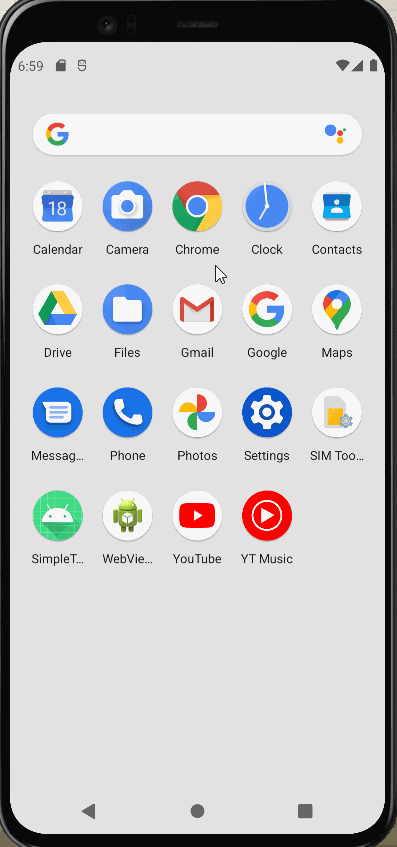 6:59
18
Calendar Camera Chrome Clock Contacts
Drive Files Gmail Google Maps
Messag... Phone Photos Settings SIM Too...
SimpleT... WebVie... YouTube YT Music